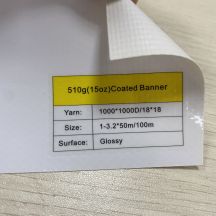 510g(15oz)Coated Banner
Yarn: 1000*1000D/18*18
Size: 1-3.2*50m/100m
Surface: Glossy